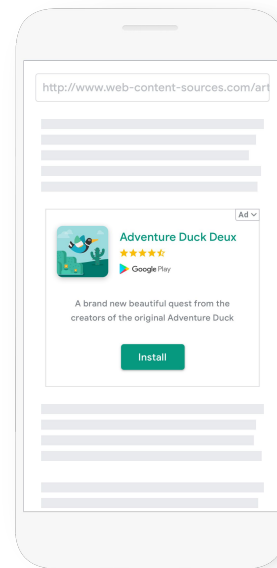 http://www.web-content-sources.com/art
Ad
Adventure Duck Deux
Google Play
A brand new beautiful quest from the
creators of the original Adventure Duck
Install